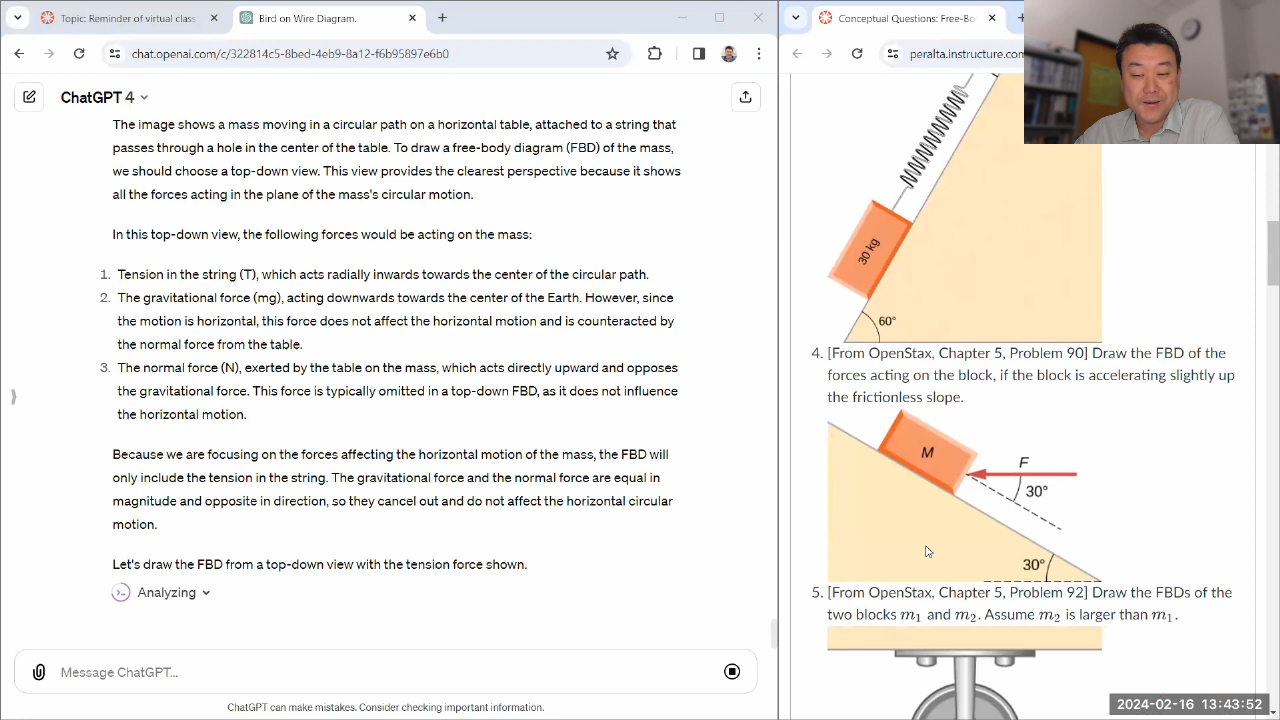 Topic: Reminder of virtual class
Bird on Wire Diagram.
Conceptual Questions: Free-Bo
chat.openai.com/c/322814c5-8bed-4eb9-8a12-f6b95897e6b0
peralta.instructure.com
ChatGPT 4
The image shows a mass moving in a circular path on a horizontal table, attached to a string that
passes through a hole in the center of the table. To draw a free-body diagram (FBD) of the mass,
we should choose a top-down view. This view provides the clearest perspective because it shows
all the forces acting in the plane of the mass's circular motion.
In this top-down view, the following forces would be acting on the mass:
1. Tension in the string (T), which acts radially inwards towards the center of the circular path.
2. The gravitational force (mg), acting downwards towards the center of the Earth. However, since
the motion is horizontal, this force does not affect the horizontal motion and is counteracted by
the normal force from the table.
3. The normal force (N), exerted by the table on the mass, which acts directly upward and opposes
the gravitational force. This force is typically omitted in a top-down FBD, as it does not influence
the horizontal motion.
Because we are focusing on the forces affecting the horizontal motion of the mass, the FBD will
only include the tension in the string. The gravitational force and the normal force are equal in
magnitude and opposite in direction, so they cancel out and do not affect the horizontal circular
motion.
Let's draw the FBD from a top-down view with the tension force shown.
Analyzing
Message ChatGPT...
ChatGPT can make mistakes. Consider checking important information.
30 kg
60°
4. [From OpenStax, Chapter 5, Problem 90] Draw the FBD of the
forces acting on the block, if the block is accelerating slightly up
the frictionless slope.
M
F
30°
30°
5. [From OpenStax, Chapter 5, Problem 92] Draw the FBDs of the
two blocks m₁ and m₂. Assume m₂ is larger than m₁.
2024-02-16 13:43:52